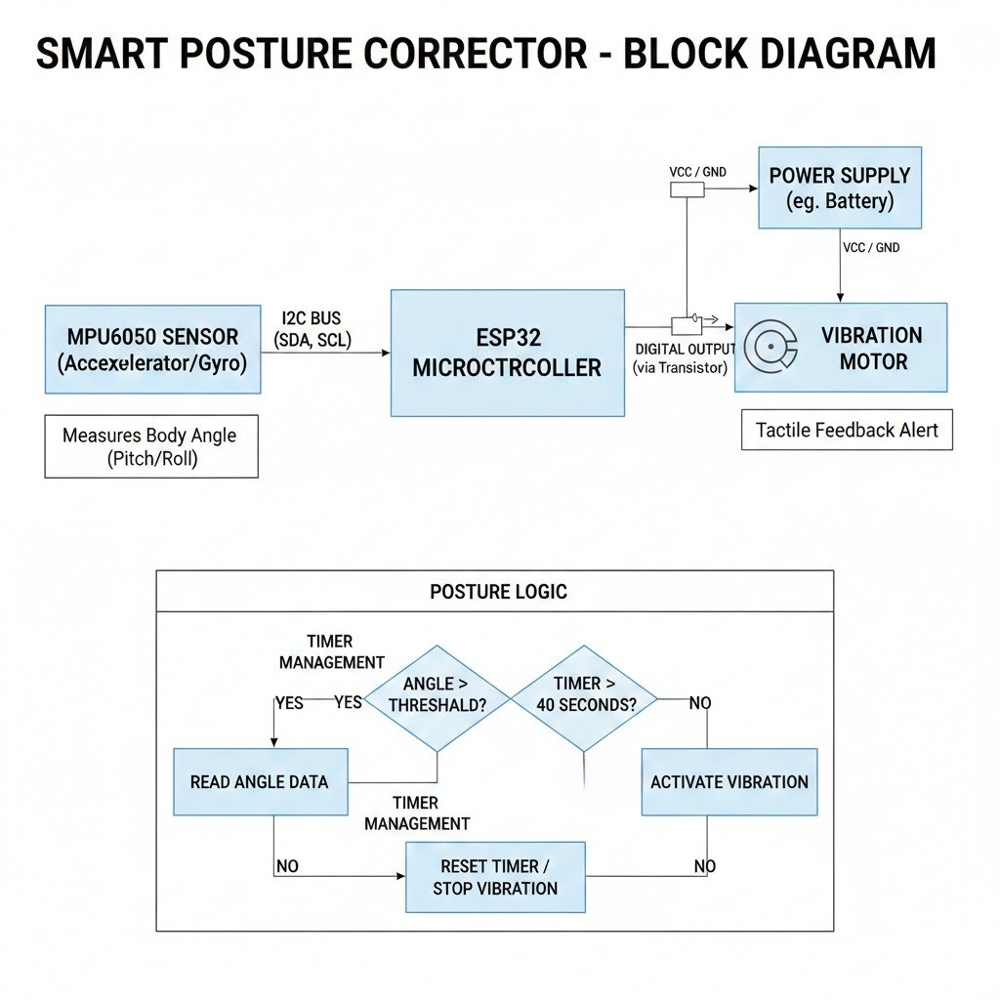 SMART POSTURE CORRECTOR - BLOCK DIAGRAM
VCC / GND
POWER SUPPLY
(eg. Battery)
VCC / GND
MPU6050 SENSOR
(Accexelerator/Gyro)
I2C BUS
(SDA, SCL)
ESP32
MICROCTRCOLLER
DIGITAL OUTPUT
(via Transistor)
VIBRATION
MOTOR
Measures Body Angle
(Pitch/Roll)
Tactile Feedback Alert
POSTURE LOGIC
TIMER
MANAGEMENT
ANGLE >
THRESHALD?
TIMER >
40 SECONDS?
YES
YES
NO
READ ANGLE DATA
ACTIVATE VIBRATION
TIMER
MANAGEMENT
NO
RESET TIMER /
STOP VIBRATION
NO